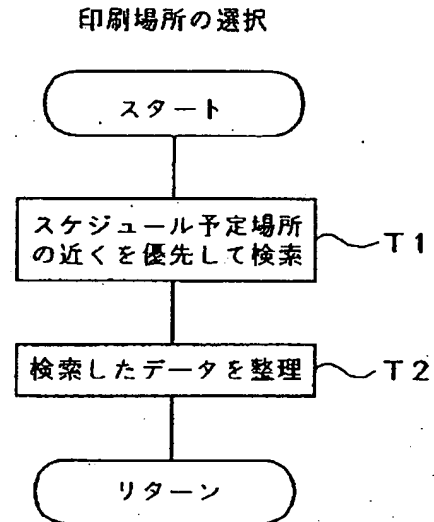 印刷場所の選択
スタート
スケジュール予定場所
の近くを優先して検索
T1
検索したデータを整理
T2
リターン